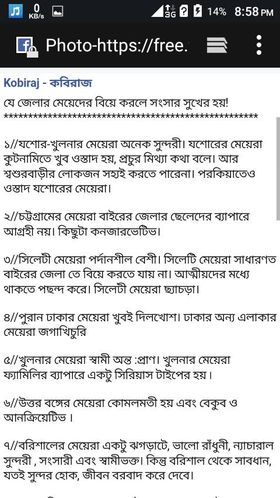 0
KB/s
3G
14%
8:58 PM
Photo-https://free.
Kobiraj - কবিরাজ
যে জেলার মেয়েদের বিয়ে করলে সংসার সুখের হয়!
**************************************************
১//যশোর-খুলনার মেয়েরা অনেক সুন্দরী। যশোরের মেয়েরা
কুটনামিতে খুব ওস্তাদ হয়, প্রচুর মিথ্যা কথা বলে। আর
শ্বশুরবাড়ীর লোকজন সহ্যই করতে পারেনা। পরকিয়াতেও
ওস্তাদ যশোরের মেয়েরা।
২//চট্টগ্রামের মেয়েরা বাইরের জেলার ছেলেদের ব্যাপারে
আগ্রহী নয়। কিছুটা কনজারভেটিভ।
৩//সিলেটী মেয়েরা পর্দানশীল বেশী। সিলেটি মেয়েরা সাধারণত
বাইরের জেলা তে বিয়ে করতে যায় না। আত্মীয়দের মধ্যে
থাকতে পছন্দ করে। সিলেটী মেয়েরা ছ্যাচড়া।
৪//পুরান ঢাকার মেয়েরা খুবই দিলখোশ। ঢাকার অন্য এলাকার
মেয়েরা জগাখিচুরি
৫//খুলনার মেয়েরা স্বামী অন্ত :প্রাণ। খুলনার মেয়েরা
ফ্যামিলির ব্যাপারে একটু সিরিয়াস টাইপের হয় ।
৬//উত্তর বঙ্গের মেয়েরা কোমলমতী হয় এবং বেকুব ও
আনক্রিয়েটিভ ।
৭//বরিশালের মেয়েরা একটু ঝগড়াটে, ভালো রাঁধুনী, ন্যাচারাল
সুন্দরী , সংসারী এবং স্বামীভক্ত। কিন্তু বরিশাল থেকে সাবধান,
যতই সুন্দর হোক, জীবন বরবাদ করে দেবে।